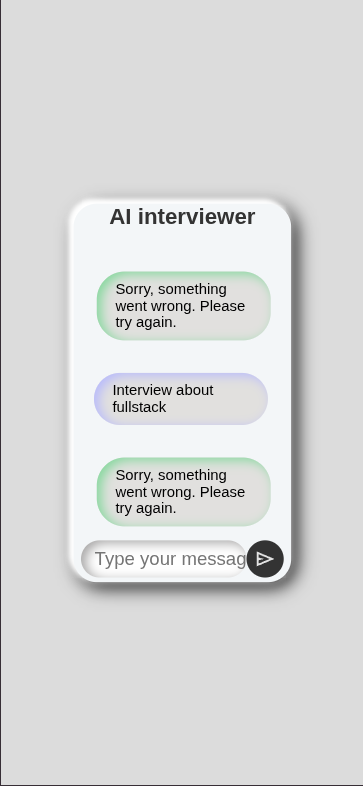 AI interviewer
Sorry, something
went wrong. Please
try again.
Interview about
fullstack
Sorry, something
went wrong. Please
try again.
Type your messag